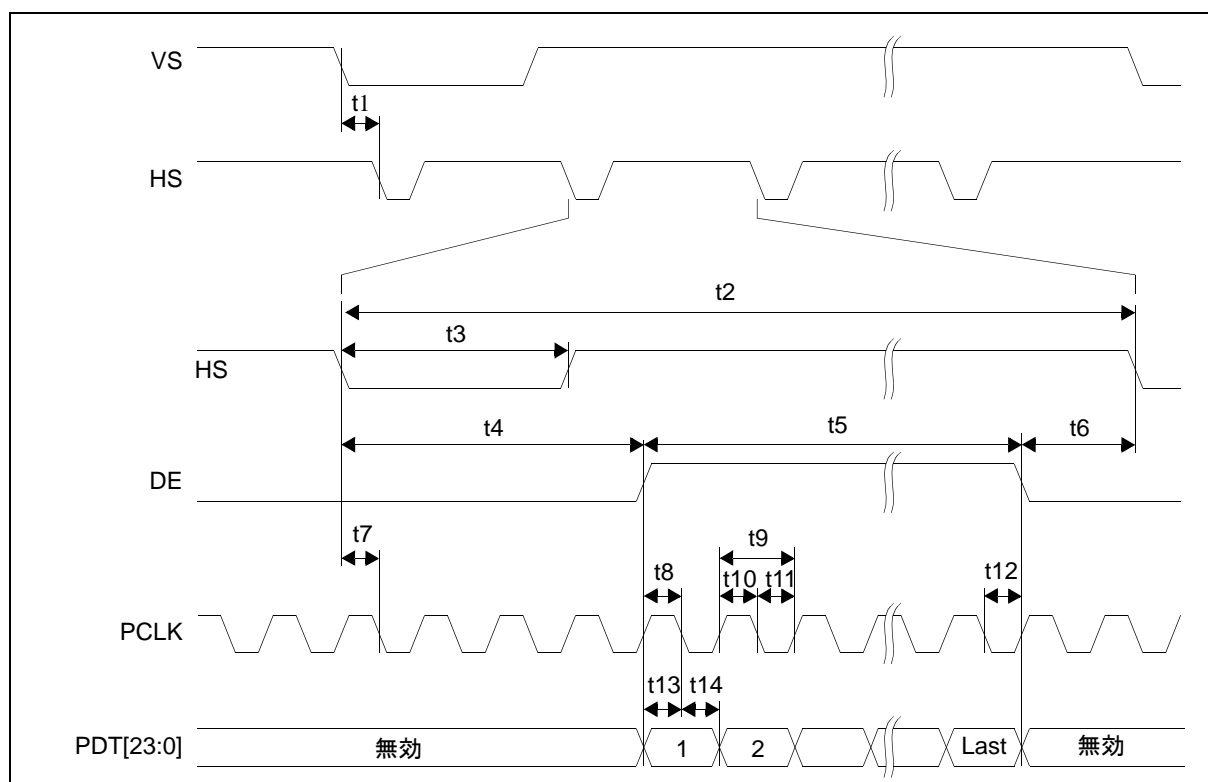 VS
t1
HS
t2
t3
HS
t4 t5 t6
DE
t7 t9
t8 t10 t11 t12
PCLK
t13 t14
PDT[23:0] 無効 1 2 Last 無効